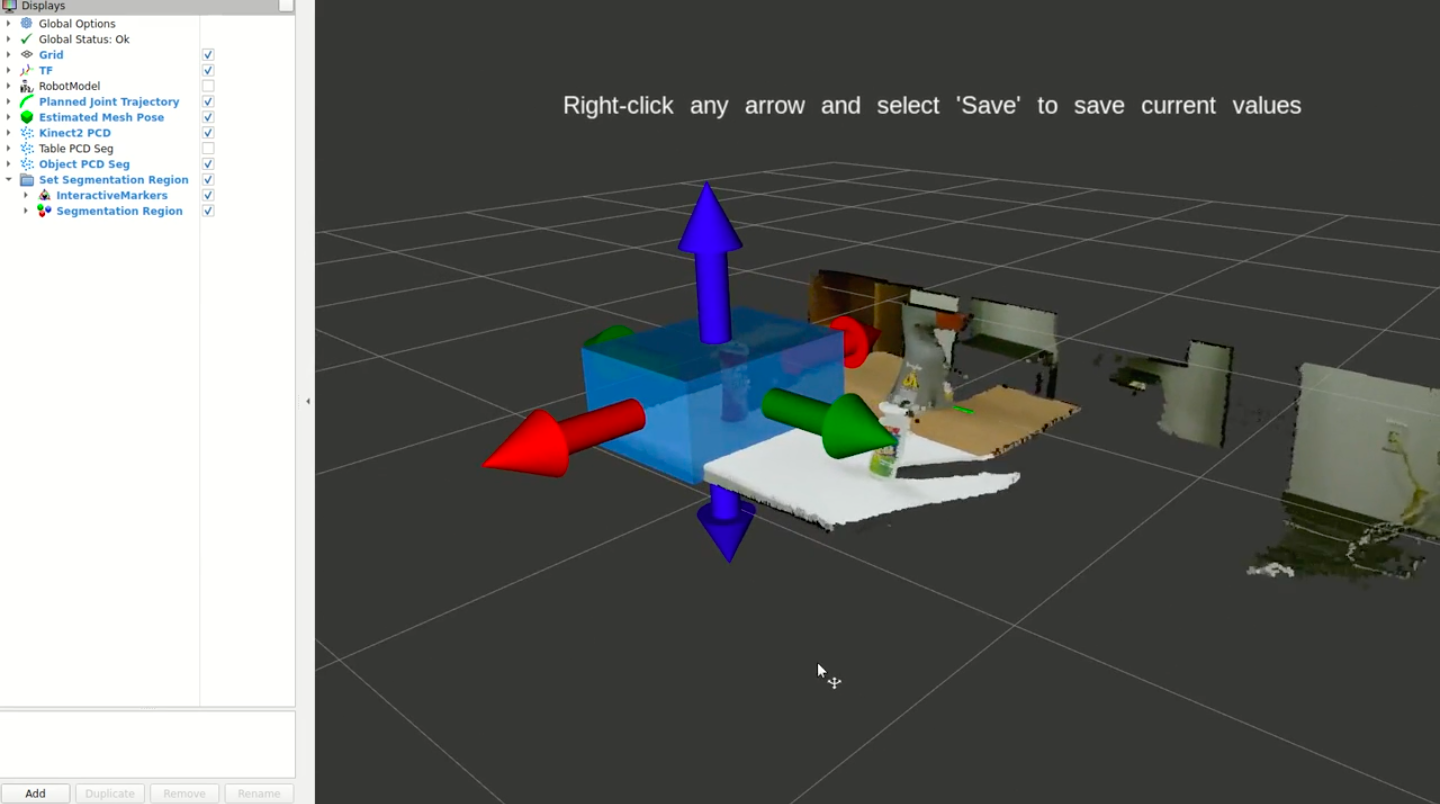 Displays
Global Options
Global Status: Ok
Grid
TF
RobotModel
Planned Joint Trajectory
Estimated Mesh Pose
Kinect2 PCD
Table PCD Seg
Object PCD Seg
Set Segmentation Region
InteractiveMarkers
Segmentation Region
Add Duplicate Remove Rename
Right-click any arrow and select 'Save' to save current values